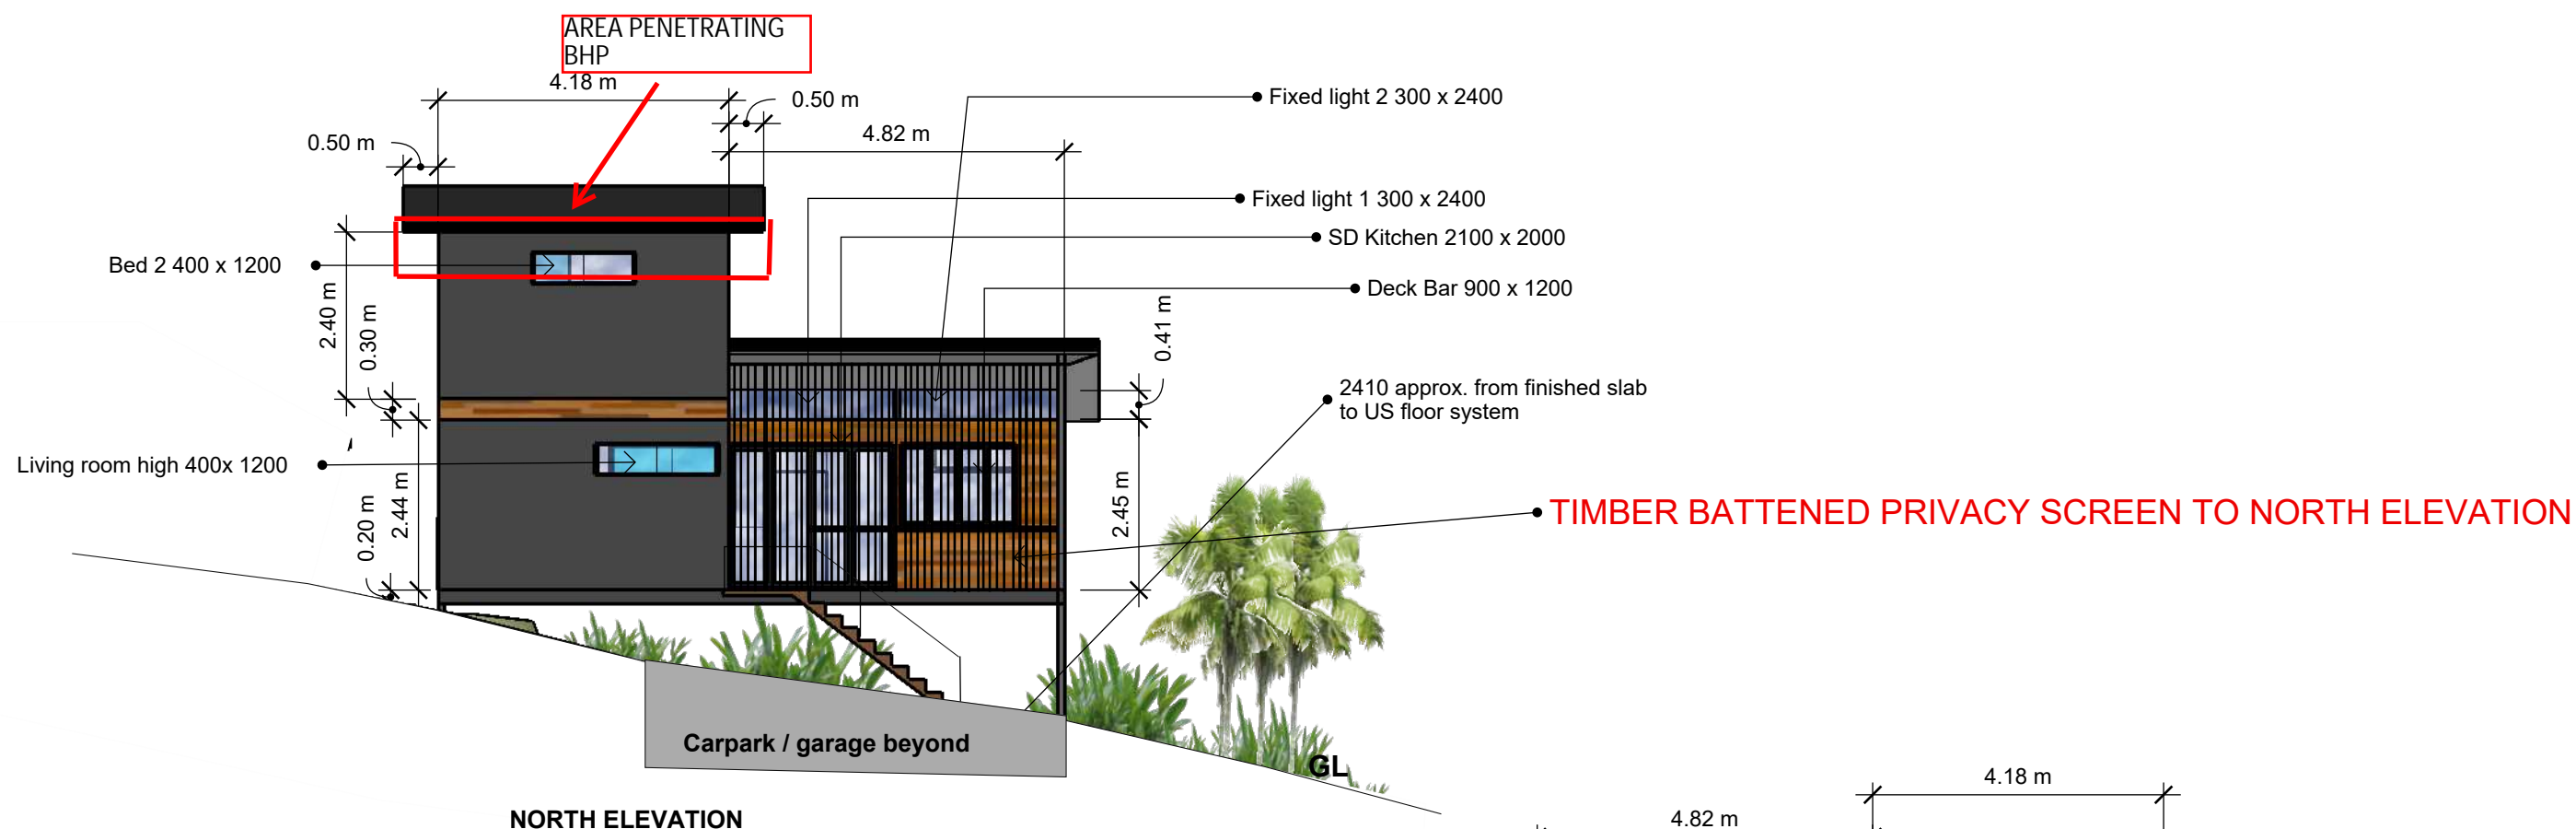 AREA PENETRATING
BHP
4.18 m
0.50 m
Fixed light 2 300 x 2400
4.82 m
0.50 m
Fixed light 1 300 x 2400
SD Kitchen 2100 x 2000
Bed 2 400 x 1200
Deck Bar 900 x 1200
2.40 m
0.30 m
0.41 m
2410 approx. from finished slab
to US floor system
Living room high 400x 1200
0.20 m
2.44 m
2.45 m
TIMBER BATTENED PRIVACY SCREEN TO NORTH ELEVATION
Carpark / garage beyond
GL
4.18 m
NORTH ELEVATION
4.82 m